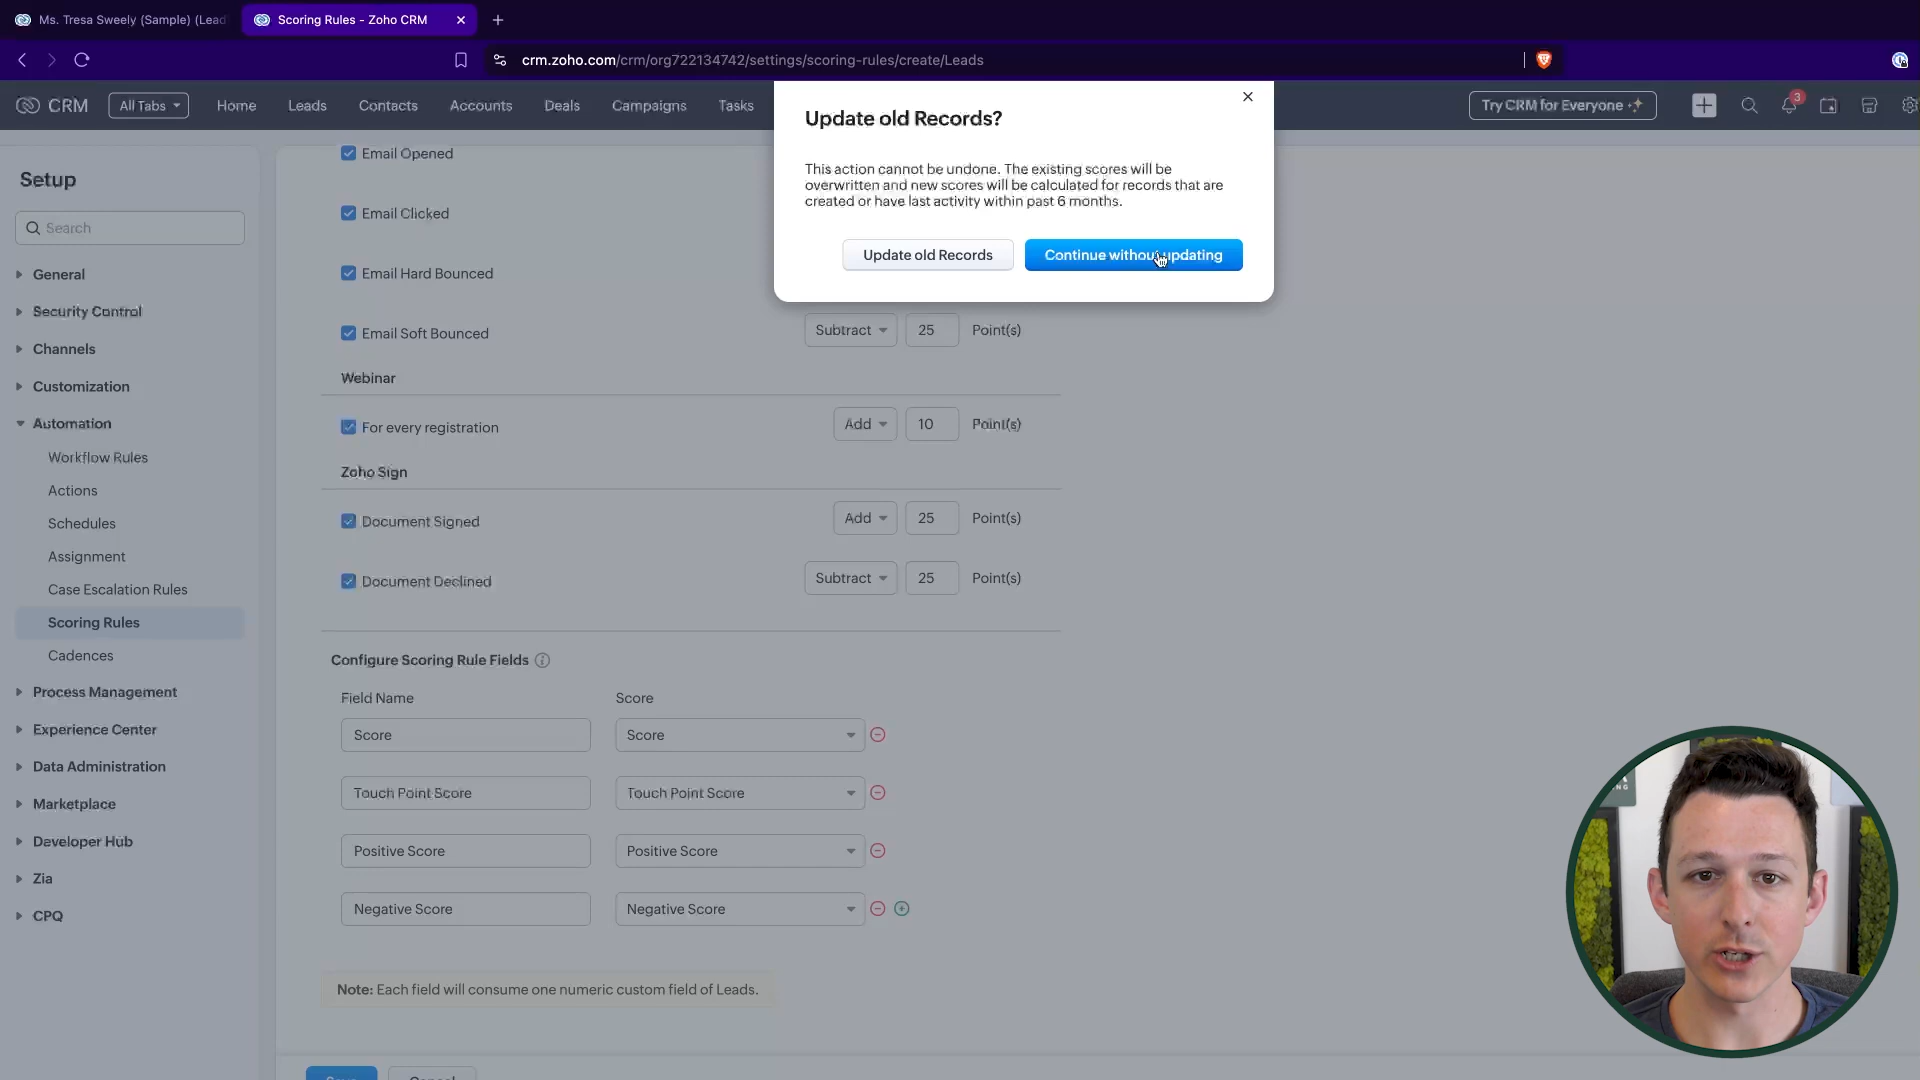 Ms. Tresa Sweely (Sample) (Lead
Scoring Rules - Zoho CRM
crm.zoho.com/crm/org722134742/settings/scoring-rules/create/Leads
CRM
All Tabs
Home
Leads
Contacts
Accounts
Deals
Campaigns
Tasks
Try CRM for Everyone
3
Update old Records?
This action cannot be undone. The existing scores will be
overwritten and new scores will be calculated for records that are
created or have last activity within past 6 months.
Update old Records
Continue without updating
Setup
Search
General
Security Control
Channels
Customization
Automation
Workflow Rules
Actions
Schedules
Assignment
Case Escalation Rules
Scoring Rules
Cadences
Process Management
Experience Center
Data Administration
Marketplace
Developer Hub
Zia
CPQ
Email Opened
Email Clicked
Email Hard Bounced
Email Soft Bounced Subtract 25 Point(s)
Webinar
For every registration Add 10 Point(s)
Zoho Sign
Document Signed Add 25 Point(s)
Document Declined Subtract 25 Point(s)
Configure Scoring Rule Fields
Field Name Score
Score Score
Touch Point Score Touch Point Score
Positive Score Positive Score
Negative Score Negative Score
Note: Each field will consume one numeric custom field of Leads.